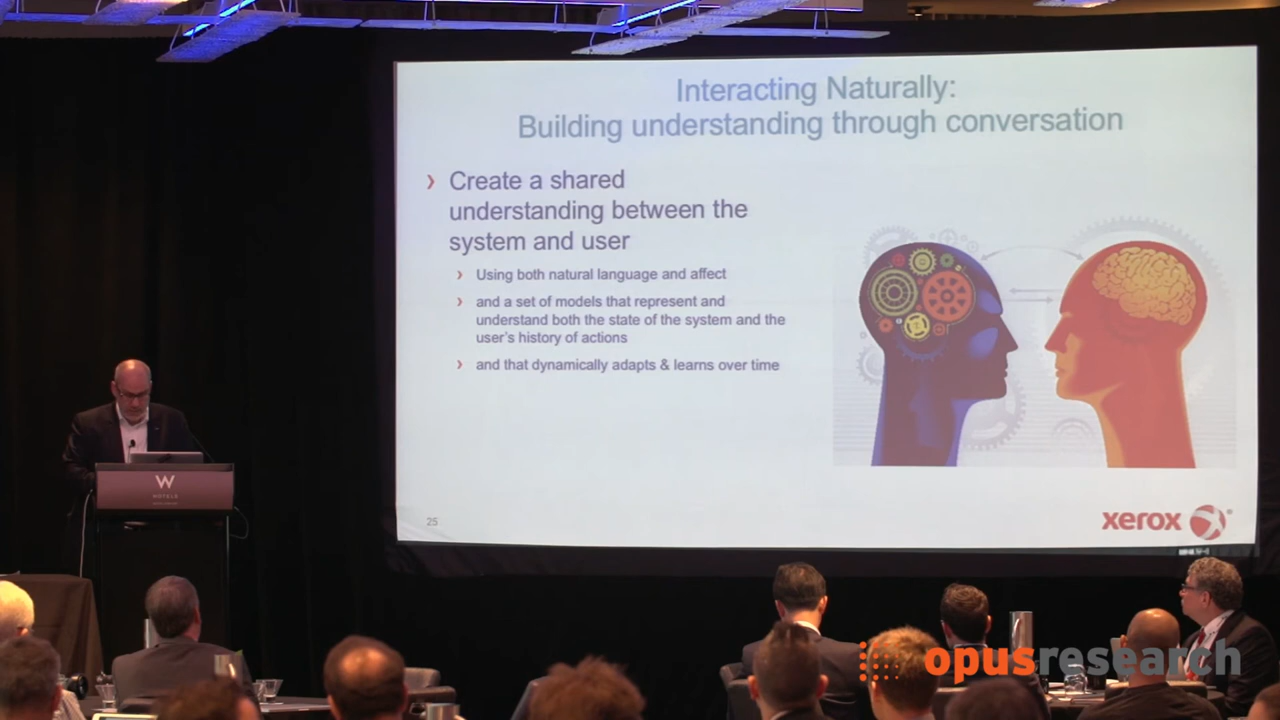 Interacting Naturally:
Building understanding through conversation
› Create a shared
understanding between the
system and user
› Using both natural language and affect
› and a set of models that represent and
understand both the state of the system and the
user's history of actions
› and that dynamically adapts & learns over time
25
xerox
W
HOTELS
opusresearch